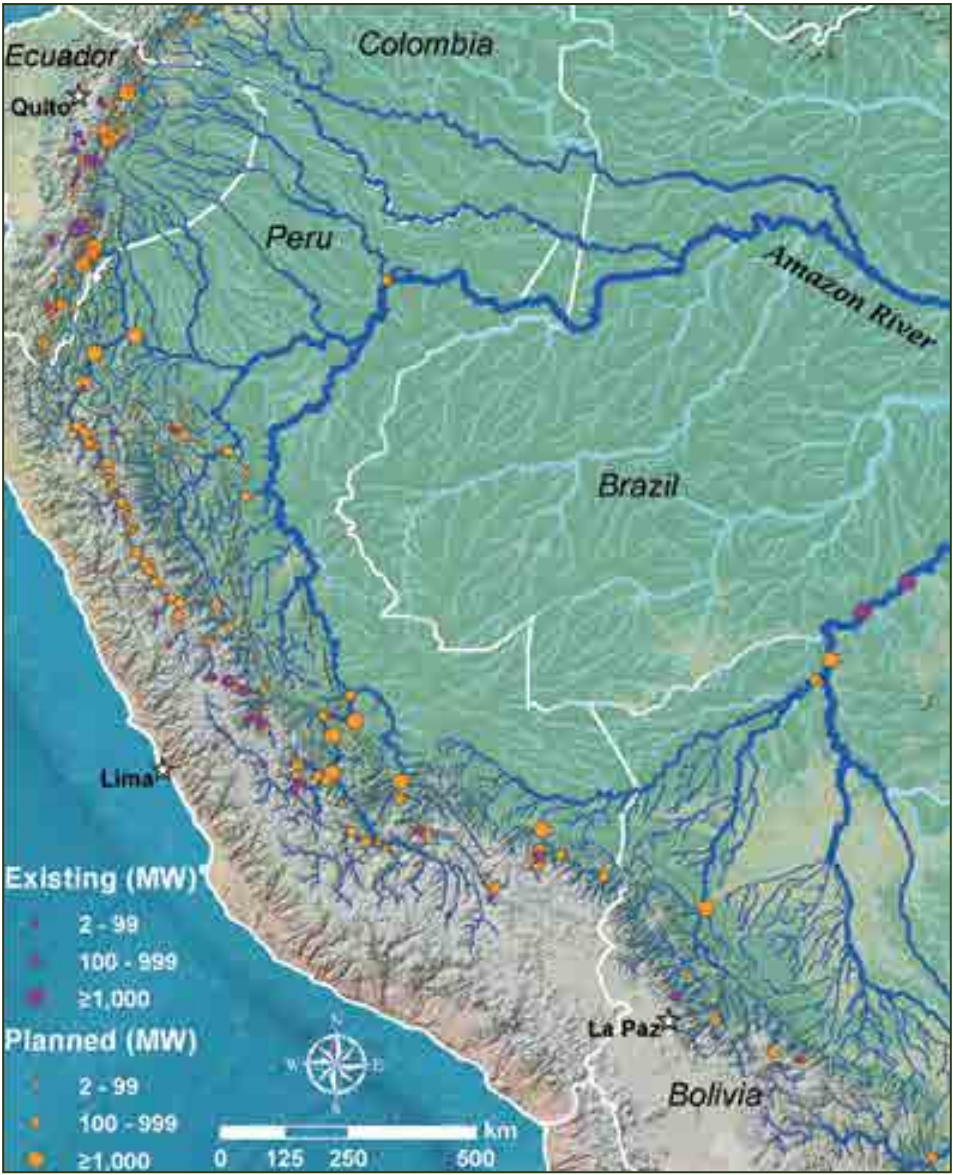 Ecuador
Colombia
Quito
Peru
Amazon River
Brazil
Lima
Existing (MW)
2 - 99
100 - 999
≥1,000
Planned (MW)
2 - 99
100 - 999
≥1,000
N
W E
S
km
0 125 250 500
La Paz
Bolivia